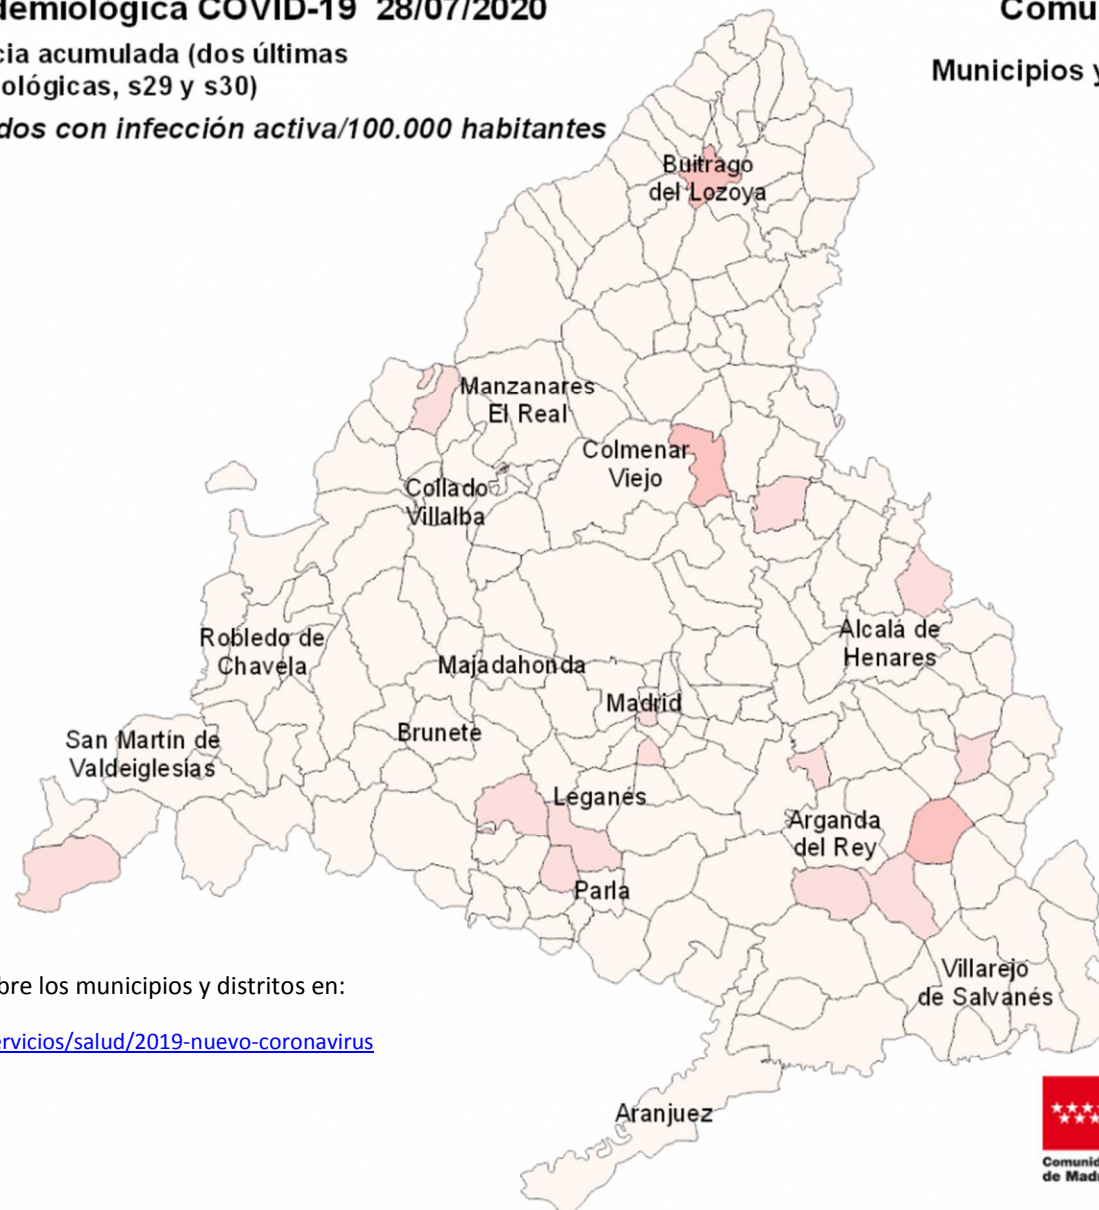 demiológica COVID-19 28/07/2020
Comu
cia acumulada (dos últimas
ológicas, s29 y s30)
Municipios y
dos con infección activa/100.000 habitantes
Buitrago
del Lozoya
Manzanares
El Real
Colmenar
Viejo
Collado
Villalba
Alcalá de
Henares
Robledo de
Chavela
Majadahonda
Madrid
Brunete
San Martín de
Valdeiglesias
Leganés
Arganda
del Rey
Parla
Villarejo
de Salvanés
bre los municipios y distritos en:
ervicios/salud/2019-nuevo-coronavirus
Aranjuez
Comunid
de Madr